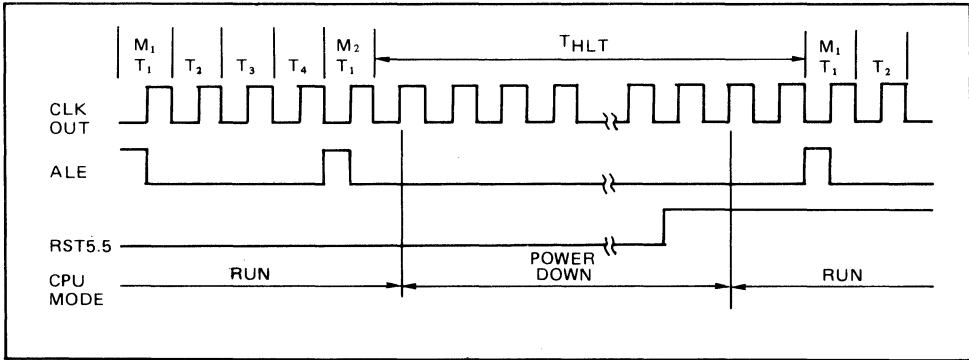 M1 M2 THLT M1
T1 T2 T3 T4 T1 T1 T2
CLK
OUT
ALE
RST5.5
CPU
MODE
RUN POWER
DOWN RUN